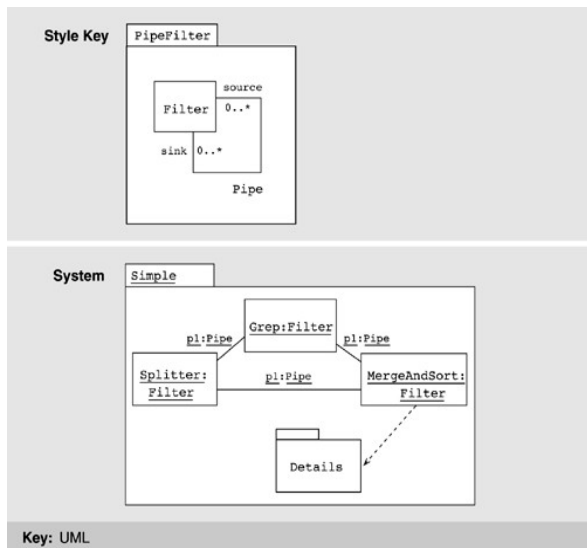 Style Key
PipeFilter
source
Filter
0..*
sink
0..*
Pipe
System
Simple
Grep:Filter
p1:Pipe
p1:Pipe
Splitter:
Filter
p1:Pipe
MergeAndSort:
Filter
Details
Key: UML